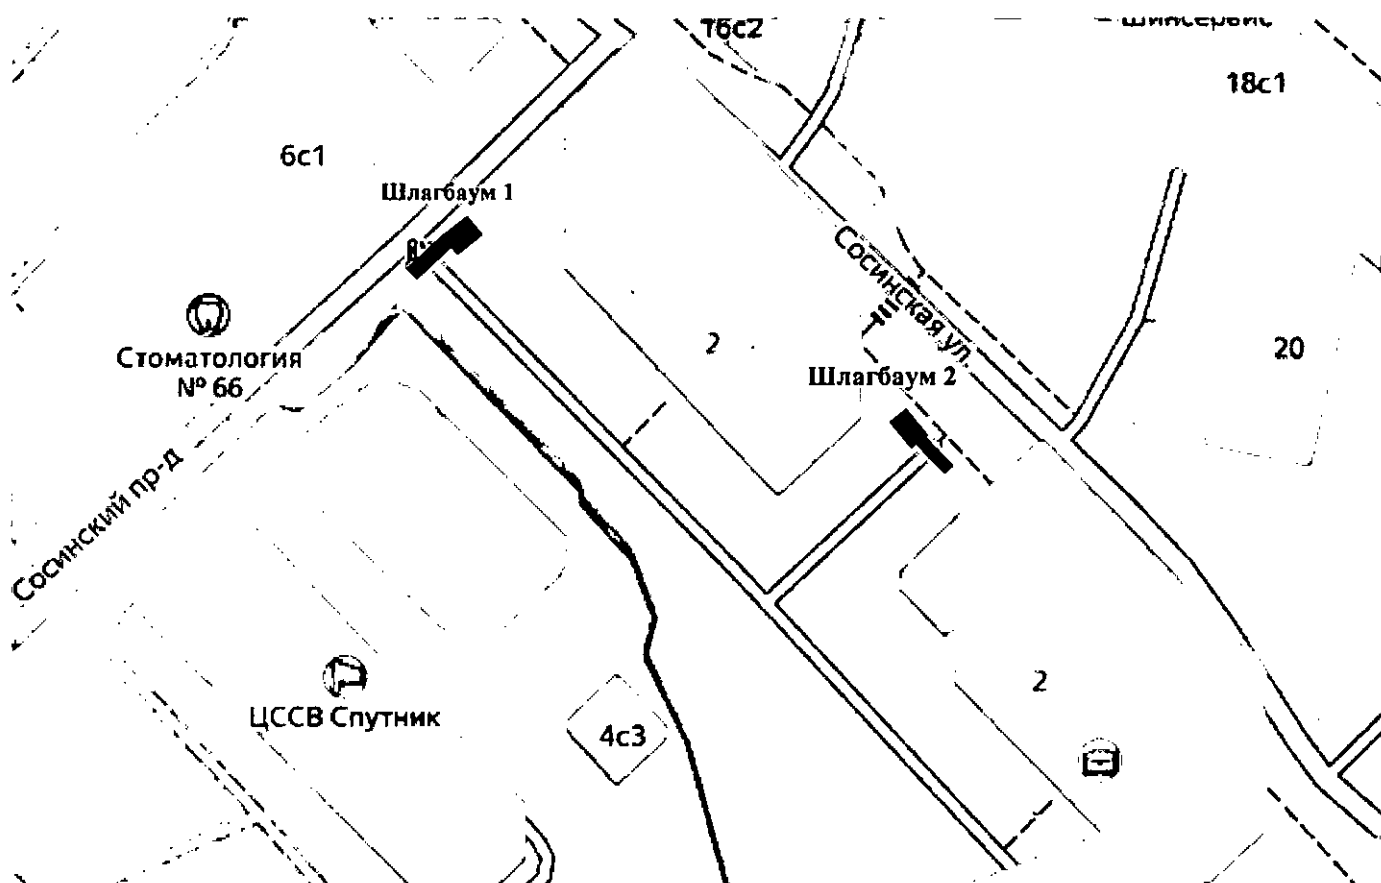 16с2
Шинсервис
18с1
6с1
Шлагбаум 1
Сосинская ул.
Стоматология
№ 66
2
20
Шлагбаум 2
Сосинский пр-д
2
ЦССВ Спутник
4с3